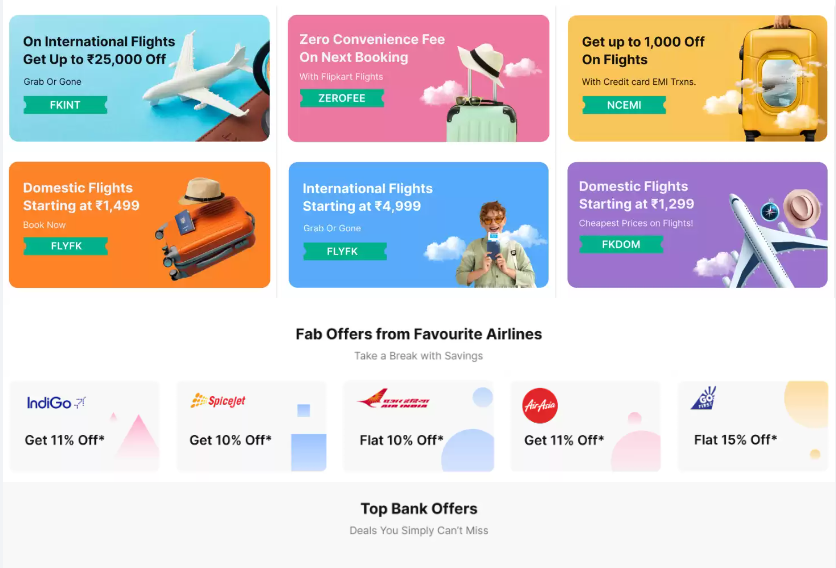 On International Flights
Get Up to ₹25,000 Off
Grab Or Gone
FKINT
Zero Convenience Fee
On Next Booking
With Flipkart Flights
ZEROFEE
Get up to 1,000 Off
On Flights
With Credit card EMI Trxns.
NCEMI
Domestic Flights
Starting at ₹1,499
Book Now
FLYFK
International Flights
Starting at ₹4,999
Grab Or Gone
FLYFK
Domestic Flights
Starting at ₹1,299
Cheapest Prices on Flights!
FKDOM
Fab Offers from Favourite Airlines
Take a Break with Savings
IndiGo
Get 11% Off*
SpiceJet
Get 10% Off*
एअर इंडिया
AIR INDIA
Flat 10% Off*
AirAsia
Get 11% Off*
GO
FIRST
Flat 15% Off*
Top Bank Offers
Deals You Simply Can't Miss